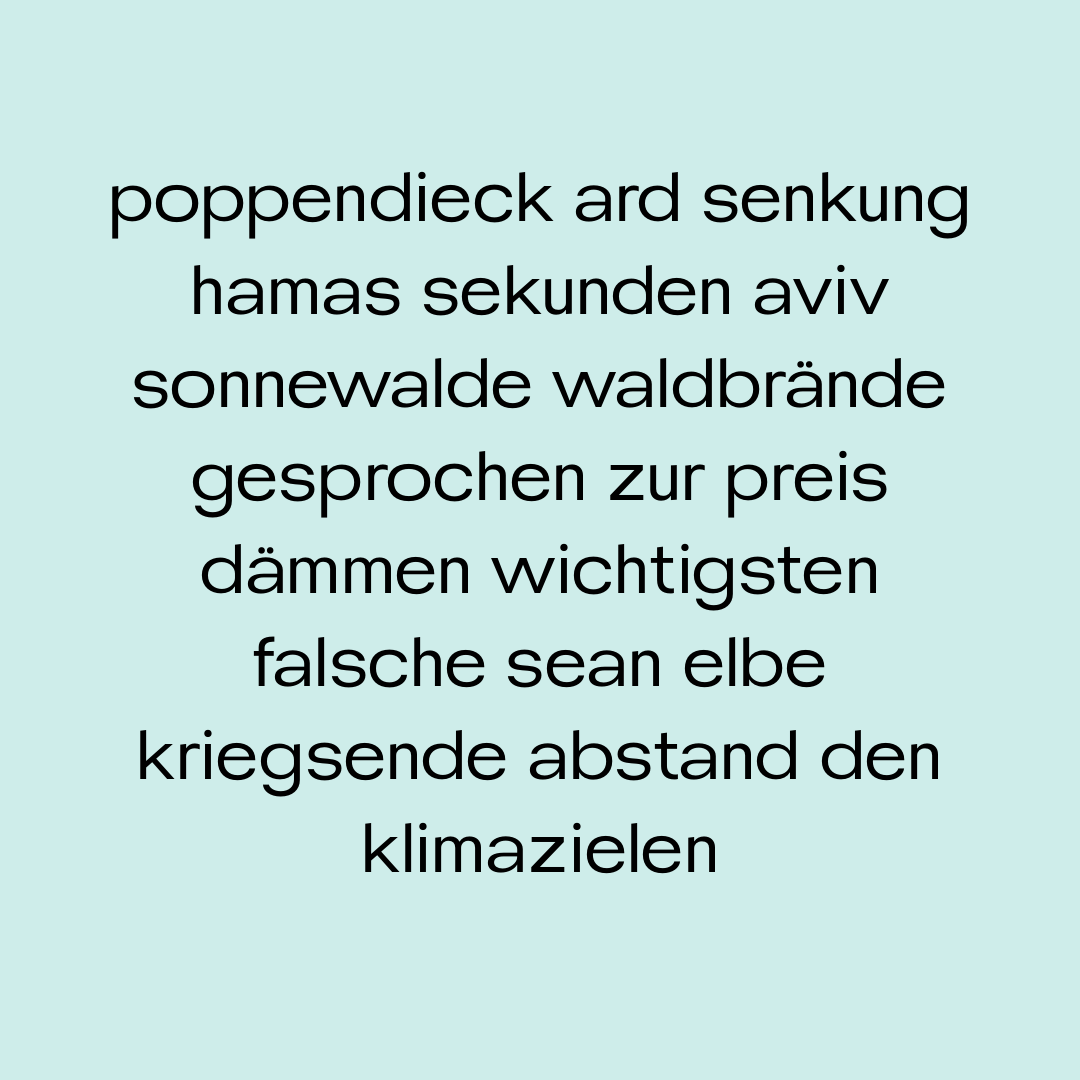 poppendieck ard senkung
hamas sekunden aviv
sonnewalde waldbrände
gesprochen zur preis
dämmen wichtigsten
falsche sean elbe
kriegsende abstand den
klimazielen